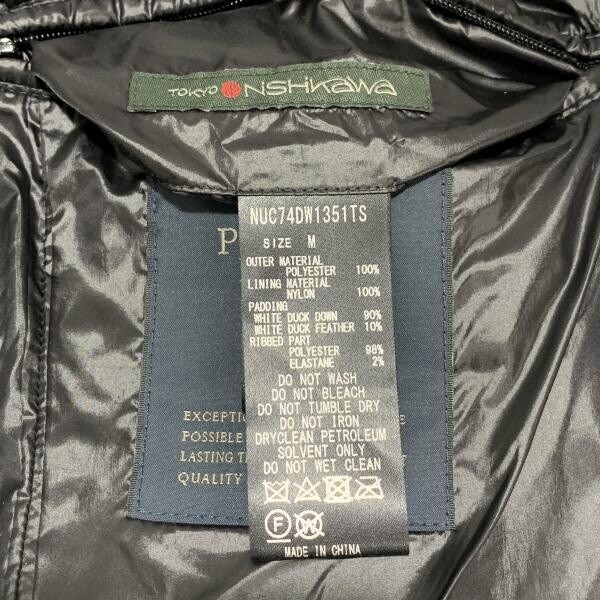 TOKYO NISHIKAWA
NUC74DW1351TS
SIZE M
OUTER MATERIAL
POLYESTER 100%
LINING MATERIAL
NYLON 100%
PADDING
WHITE DUCK DOWN 90%
WHITE DUCK FEATHER 10%
RIBBED PART
POLYESTER 98%
ELASTANE 2%
DO NOT WASH
DO NOT BLEACH
DO NOT TUMBLE DRY
DO NOT IRON
DRYCLEAN PETROLEUM
SOLVENT ONLY
DO NOT WET CLEAN
F W
MADE IN CHINA
P
EXCEPTIO
POSSIBLE
LASTING T
QUALITY